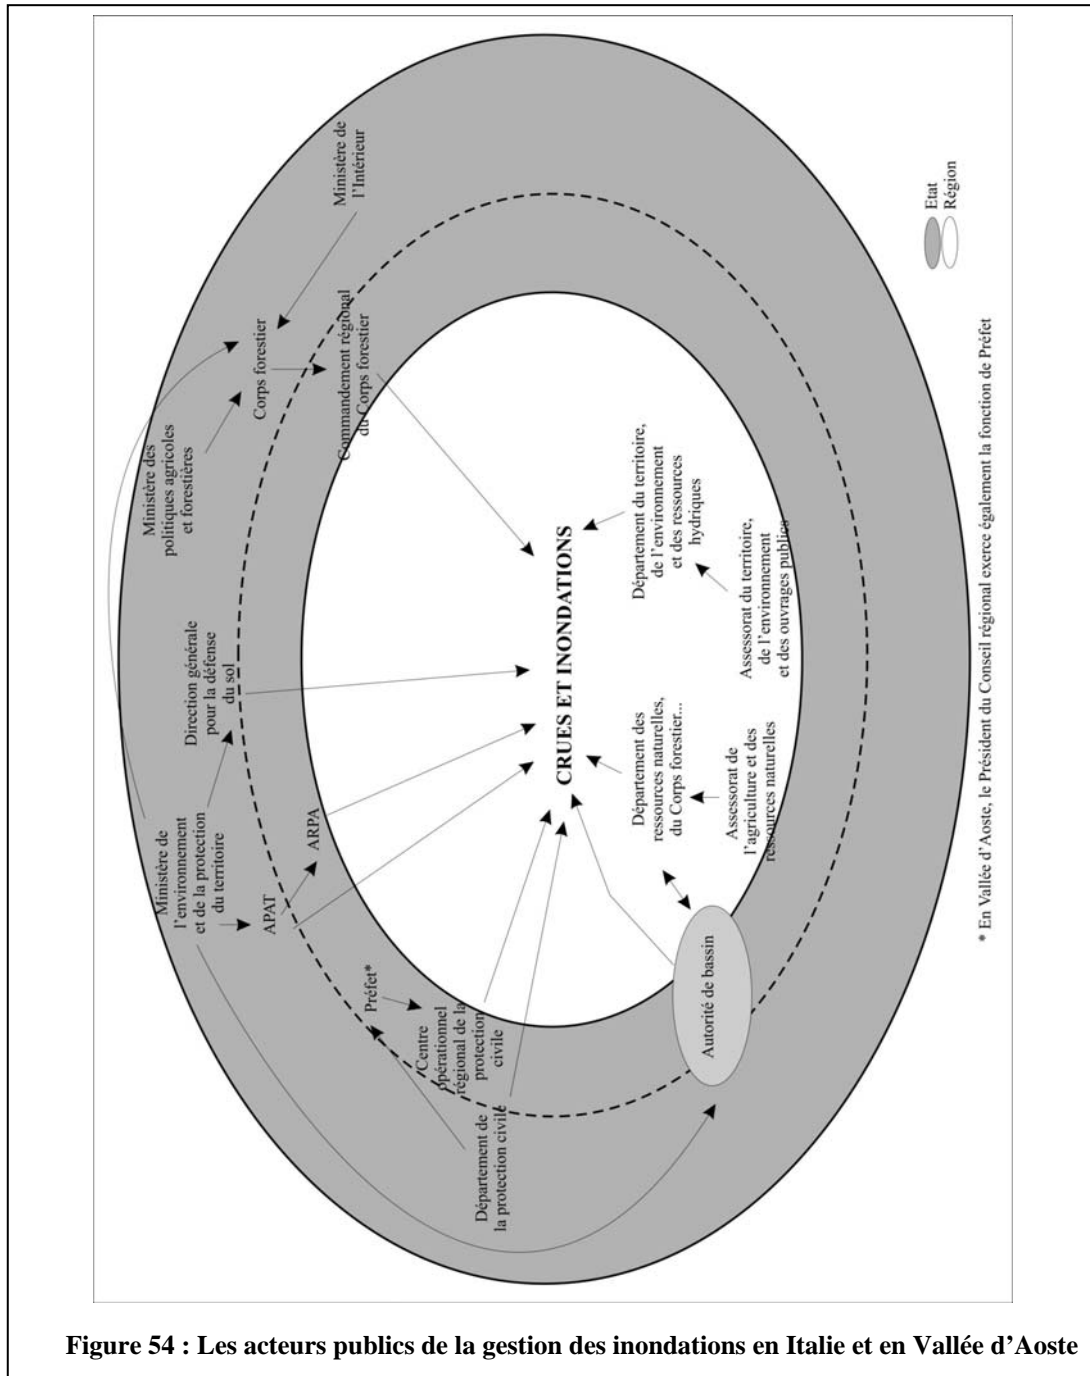 Ministère de
l'environnement
et de la protection
du territoire
Direction générale
pour la défense
du sol
Ministère des
politiques agricoles
et forestières
Corps forestier
Ministère de
l'Intérieur
APAT
ARPA
Commandement régional
du Corps forestier
Préfet*
Centre
opérationnel
régional de la
protection
civile
Département de
la protection civile
CRUES ET INONDATIONS
Département des
ressources naturelles,
du Corps forestier...
Département du territoire,
de l'environnement
et des ressources
hydriques
Autorité de bassin
Assessorat de
l'agriculture et des
ressources naturelles
Assessorat du territoire,
de l'environnement
et des ouvrages publics
Etat
Région
* En Vallée d'Aoste, le Président du Conseil régional exerce également la fonction de Préfet
Figure 54 : Les acteurs publics de la gestion des inondations en Italie et en Vallée d'Aoste